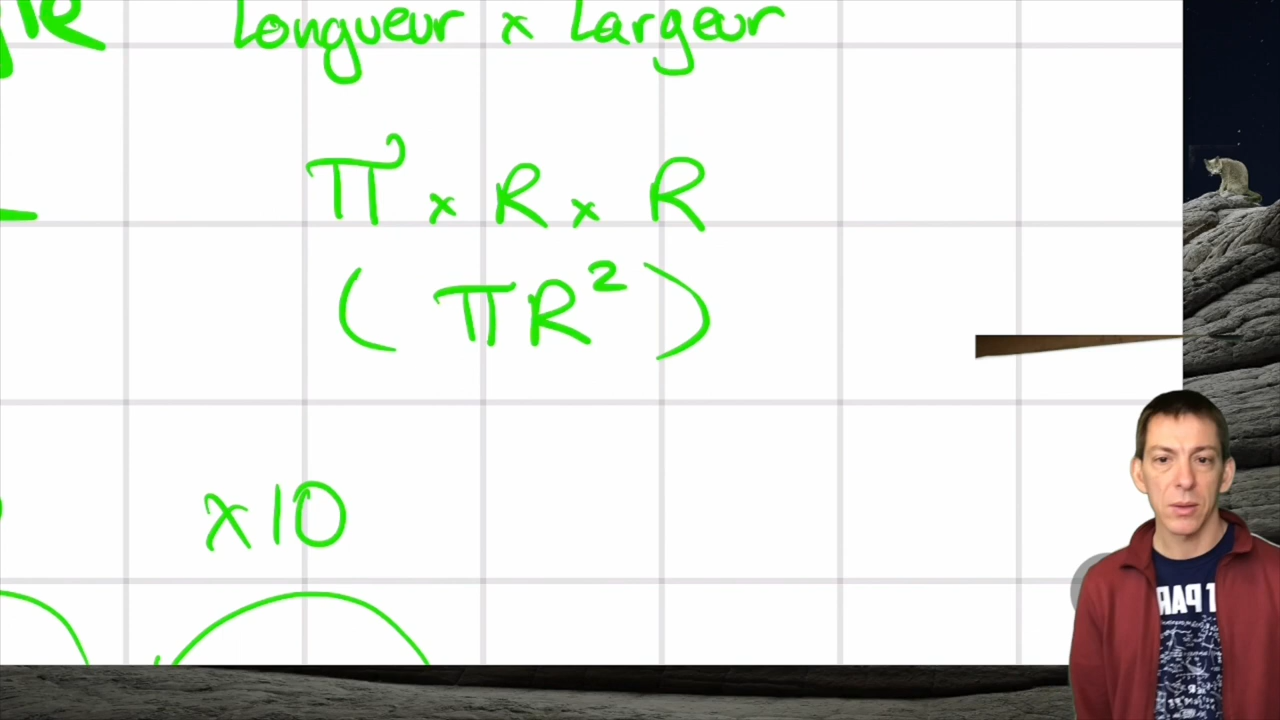 Longueur x Largeur
π x R x R
( πR² )
x10